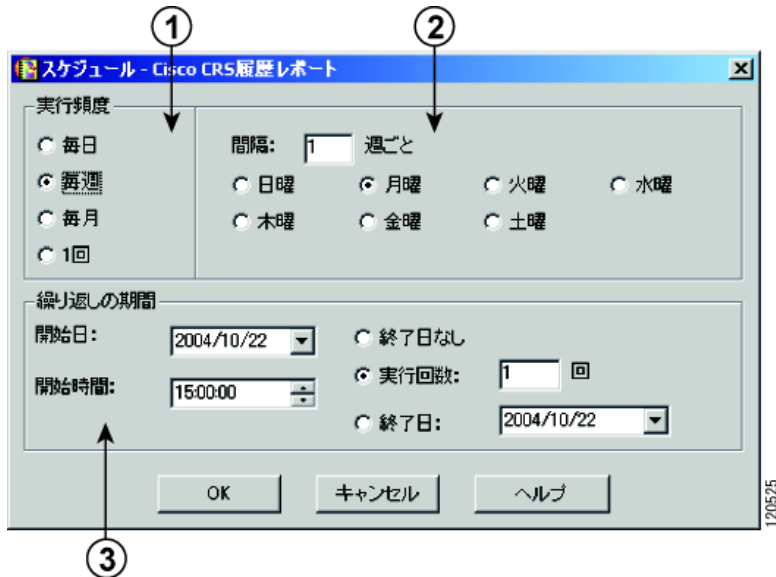 1 2
スケジュール - Cisco CRS履歴レポート
実行頻度
毎日
間隔: 1 週ごと
毎週
日曜 月曜 火曜 水曜
毎月
木曜 金曜 土曜
1回
繰り返しの期間
開始日: 2004/10/22 終了日なし
実行回数: 1 回
開始時間: 15:00:00
終了日: 2004/10/22
OK キャンセル ヘルプ
120525
3